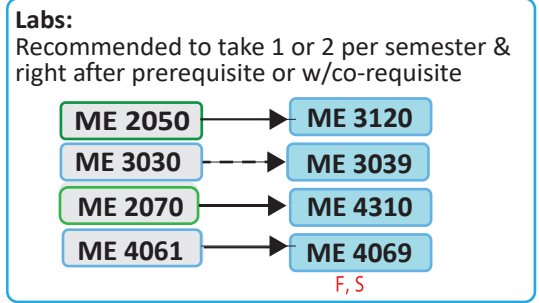 Labs:
Recommended to take 1 or 2 per semester &
right after prerequisite or w/co-requisite
ME 2050 ME 3120
ME 3030 ME 3039
ME 2070 ME 4310
ME 4061 ME 4069
F, S